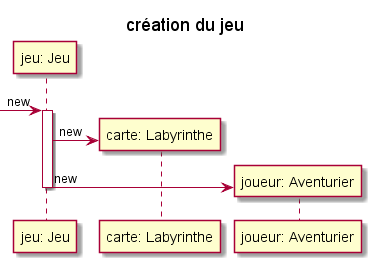 création du jeu
jeu: Jeu
new
new
carte: Labyrinthe
new
joueur: Aventurier
jeu: Jeu
carte: Labyrinthe
joueur: Aventurier